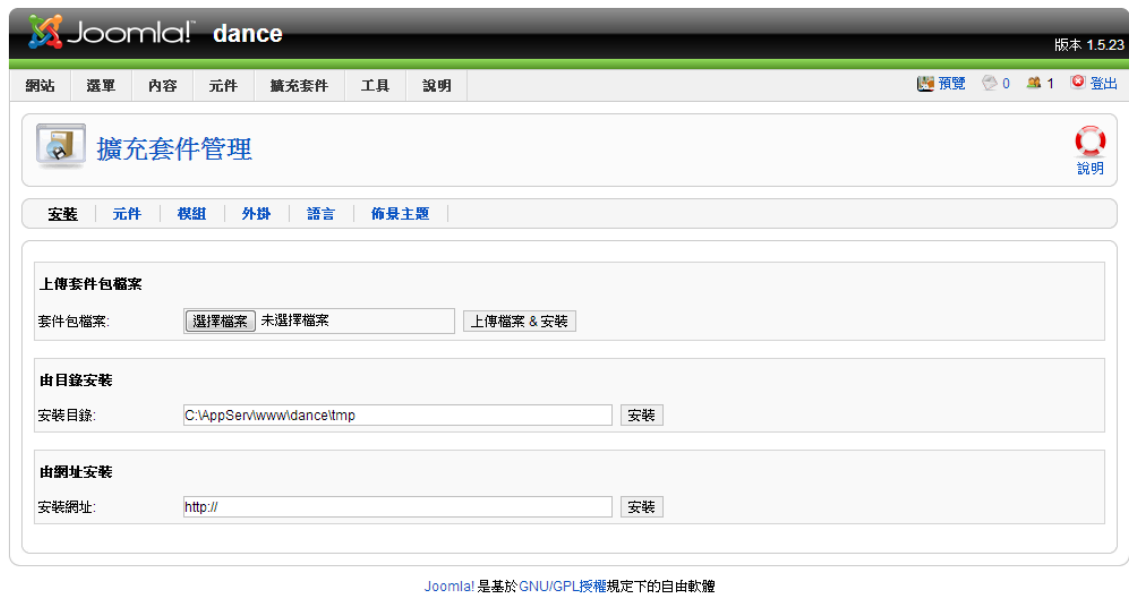 Joomla! dance
版本 1.5.23
網站 選單 內容 元件 擴充套件 工具 說明 預覽 0 1 登出
擴充套件管理
說明
安裝 元件 模組 外掛 語言 佈景主題
上傳套件包檔案
套件包檔案: 選擇檔案 未選擇檔案 上傳檔案 & 安裝
由目錄安裝
安裝目錄: C:\AppServ\www\dance\tmp 安裝
由網址安裝
安裝網址: http:// 安裝
Joomla! 是基於GNU/GPL授權規定下的自由軟體